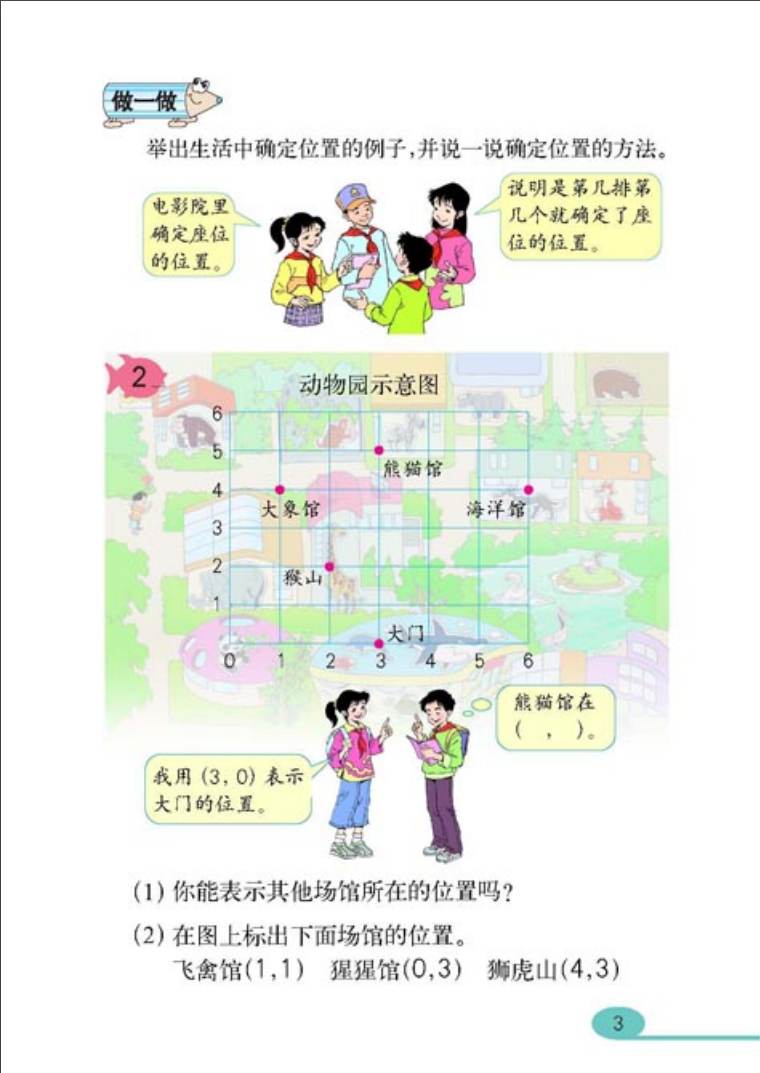 做一做
举出生活中确定位置的例子,并说一说确定位置的方法。
电影院里
确定座位
的位置。
说明是第几排第
几个就确定了座
位的位置。
2
动物园示意图
6
5
熊猫馆
4
大象馆
海洋馆
3
2
猴山
1
大门
0 1 2 3 4 5 6
熊猫馆在
( , )。
我用 (3, 0) 表示
大门的位置。
(1) 你能表示其他场馆所在的位置吗?
(2) 在图上标出下面场馆的位置。
飞禽馆(1,1) 猩猩馆(0,3) 狮虎山(4,3)
3